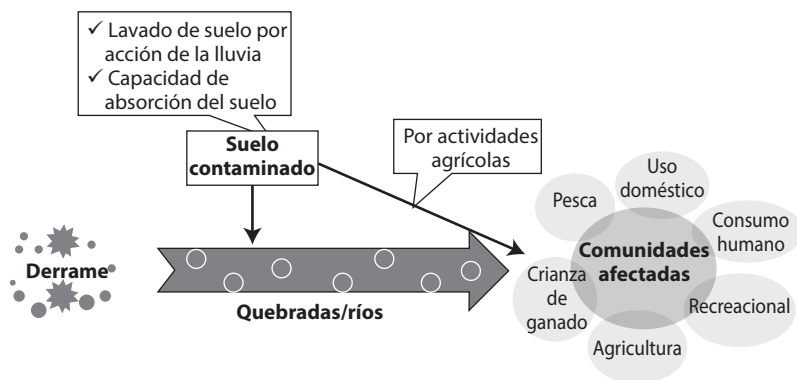 ✓ Lavado de suelo por
acción de la lluvia
✓ Capacidad de
absorción del suelo
Suelo
contaminado
Por actividades
agrícolas
Derrame
Quebradas/ríos
Pesca
Uso
doméstico
Consumo
humano
Comunidades
afectadas
Crianza
de
ganado
Recreacional
Agricultura